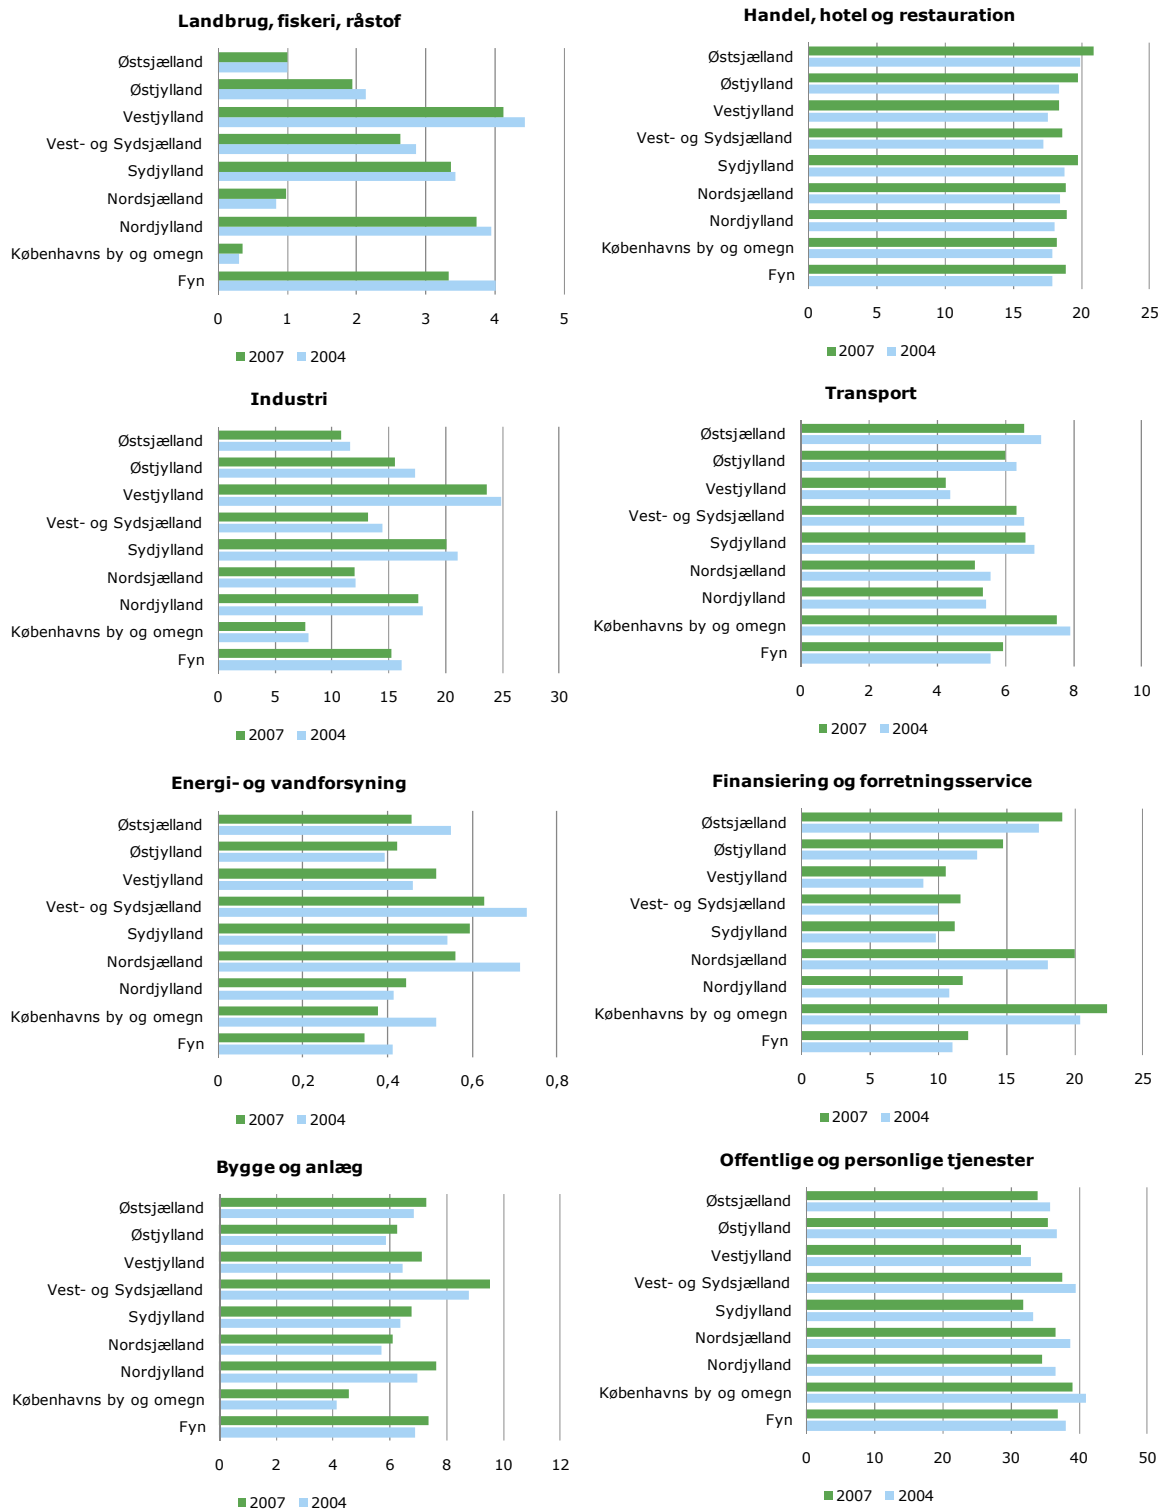 Landbrug, fiskeri, råstof
Østsjælland
Østjylland
Vestjylland
Vest- og Sydsjælland
Sydjylland
Nordsjælland
Nordjylland
Københavns by og omegn
Fyn
0 1 2 3 4 5
2007 2004
Handel, hotel og restauration
Østsjælland
Østjylland
Vestjylland
Vest- og Sydsjælland
Sydjylland
Nordsjælland
Nordjylland
Københavns by og omegn
Fyn
0 5 10 15 20 25
2007 2004
Industri
Østsjælland
Østjylland
Vestjylland
Vest- og Sydsjælland
Sydjylland
Nordsjælland
Nordjylland
Københavns by og omegn
Fyn
0 5 10 15 20 25 30
2007 2004
Transport
Østsjælland
Østjylland
Vestjylland
Vest- og Sydsjælland
Sydjylland
Nordsjælland
Nordjylland
Københavns by og omegn
Fyn
0 2 4 6 8 10
2007 2004
Energi- og vandforsyning
Østsjælland
Østjylland
Vestjylland
Vest- og Sydsjælland
Sydjylland
Nordsjælland
Nordjylland
Københavns by og omegn
Fyn
0 0,2 0,4 0,6 0,8
2007 2004
Finansiering og forretningsservice
Østsjælland
Østjylland
Vestjylland
Vest- og Sydsjælland
Sydjylland
Nordsjælland
Nordjylland
Københavns by og omegn
Fyn
0 5 10 15 20 25
2007 2004
Bygge og anlæg
Østsjælland
Østjylland
Vestjylland
Vest- og Sydsjælland
Sydjylland
Nordsjælland
Nordjylland
Københavns by og omegn
Fyn
0 2 4 6 8 10 12
2007 2004
Offentlige og personlige tjenester
Østsjælland
Østjylland
Vestjylland
Vest- og Sydsjælland
Sydjylland
Nordsjælland
Nordjylland
Københavns by og omegn
Fyn
0 10 20 30 40 50
2007 2004